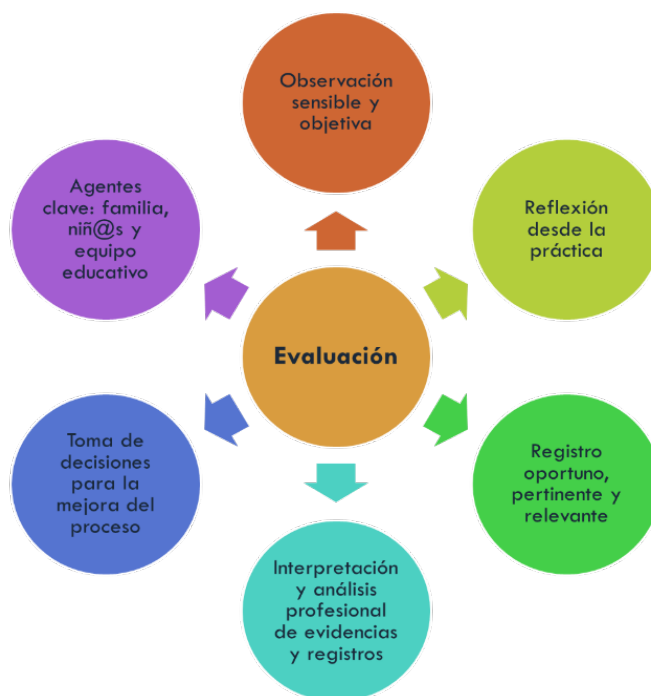 Observación
sensible y
objetiva
Agentes
clave: familia,
niñ@s y
equipo
educativo
Reflexión
desde la
práctica
Evaluación
Toma de
decisiones
para la
mejora del
proceso
Registro
oportuno,
pertinente y
relevante
Interpretación
y análisis
profesional
de evidencias
y registros